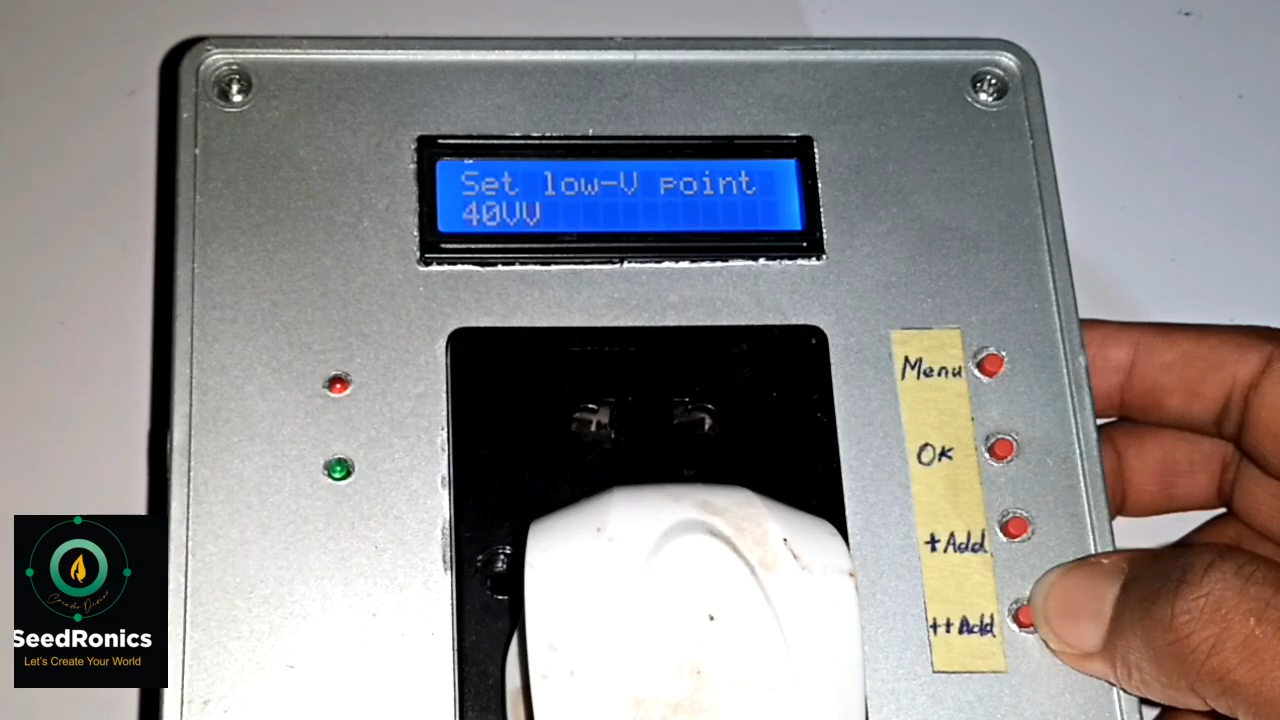 Set low-V point
40VV
Menu
OK
+Add
++Add
SeedRonics
Let's Create Your World